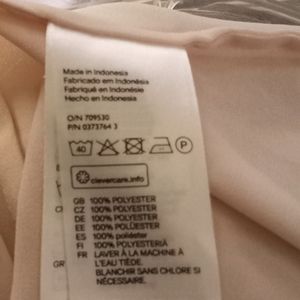 Made in Indonesia
Fabricado em Indonésia
Fabriqué en Indonésie
Hecho en Indonesia
O/N 709530
P/N 0373764 3
40
P
clevercare.info
GB 100% POLYESTER
CZ 100% POLYESTER
DE 100% POLYESTER
EE 100% POLÜESTER
ES 100% poliéster
FI 100% POLYESTERIÄ
FR LAVER À LA MACHINE À
L'EAU TIÈDE.
BLANCHIR SANS CHLORE SI
NÉCESSAIRE.
GR